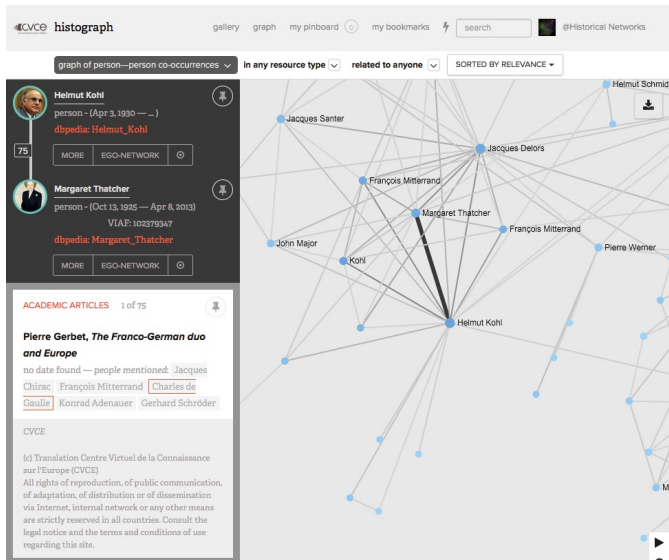 CVCE histograph gallery graph my pinboard 0 my bookmarks search @Historical Networks
graph of person—person co-occurrences in any resource type related to anyone SORTED BY RELEVANCE
Helmut Kohl
person - (Apr 3, 1930 — .. )
dbpedia: Helmut_Kohl
MORE EGO-NETWORK
75
Margaret Thatcher
person - (Oct 13, 1925 — Apr 8, 2013)
VIAF: 102379347
dbpedia: Margaret_Thatcher
MORE EGO-NETWORK
ACADEMIC ARTICLES 1 of 75
Pierre Gerbet, The Franco-German duo
and Europe
no date found — people mentioned: Jacques
Chirac François Mitterrand Charles de
Gaulle Konrad Adenauer Gerhard Schröder
CVCE
(c) Translation Centre Virtuel de la Connaissance
sur l'Europe (CVCE)
All rights of reproduction, of public communication,
of adaptation, of distribution or of dissemination
via Internet, internal network or any other means
are strictly reserved in all countries. Consult the
legal notice and the terms and conditions of use
regarding this site.
Helmut Schmid
Jacques Santer
Jacques Delors
François Mitterrand
Margaret Thatcher
François Mitterrand
John Major
Pierre Werner
Kohl
Helmut Kohl
M